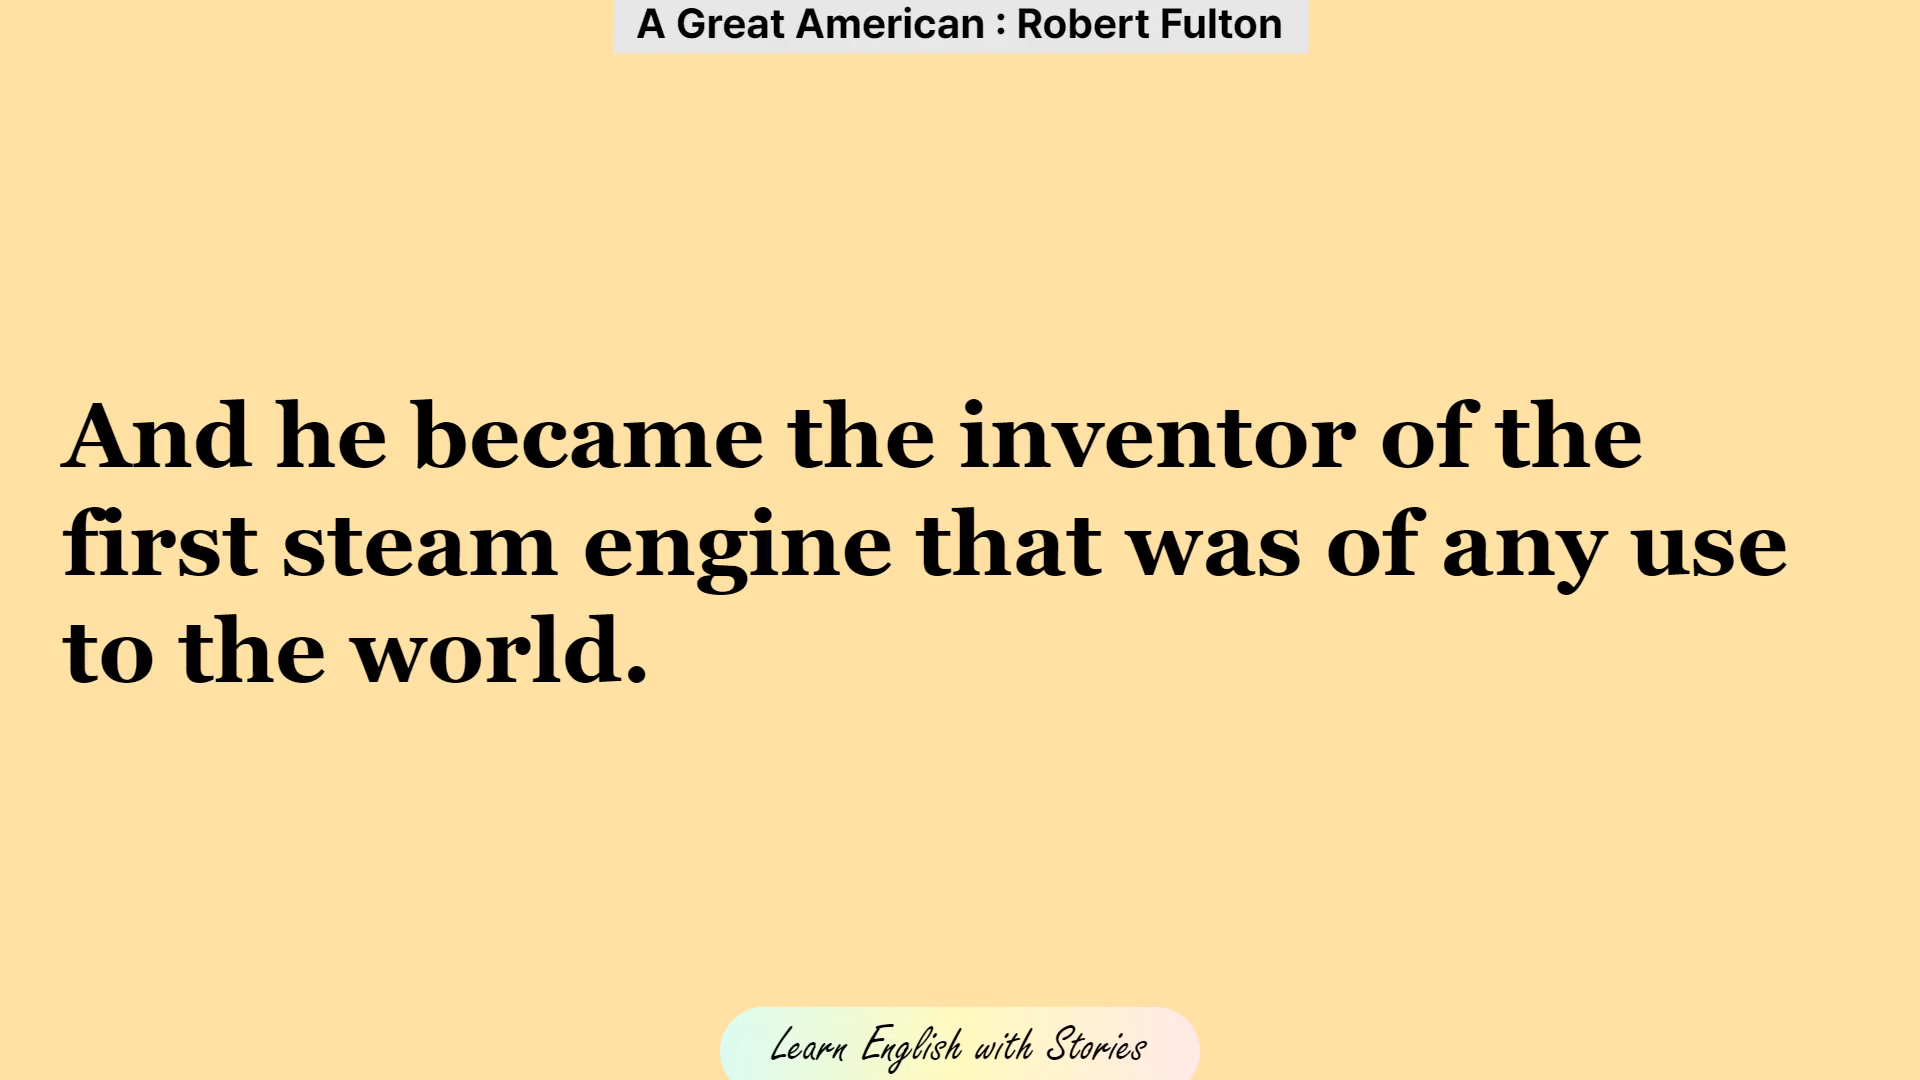 A Great American : Robert Fulton
And he became the inventor of the
first steam engine that was of any use
to the world.
Learn English with Stories